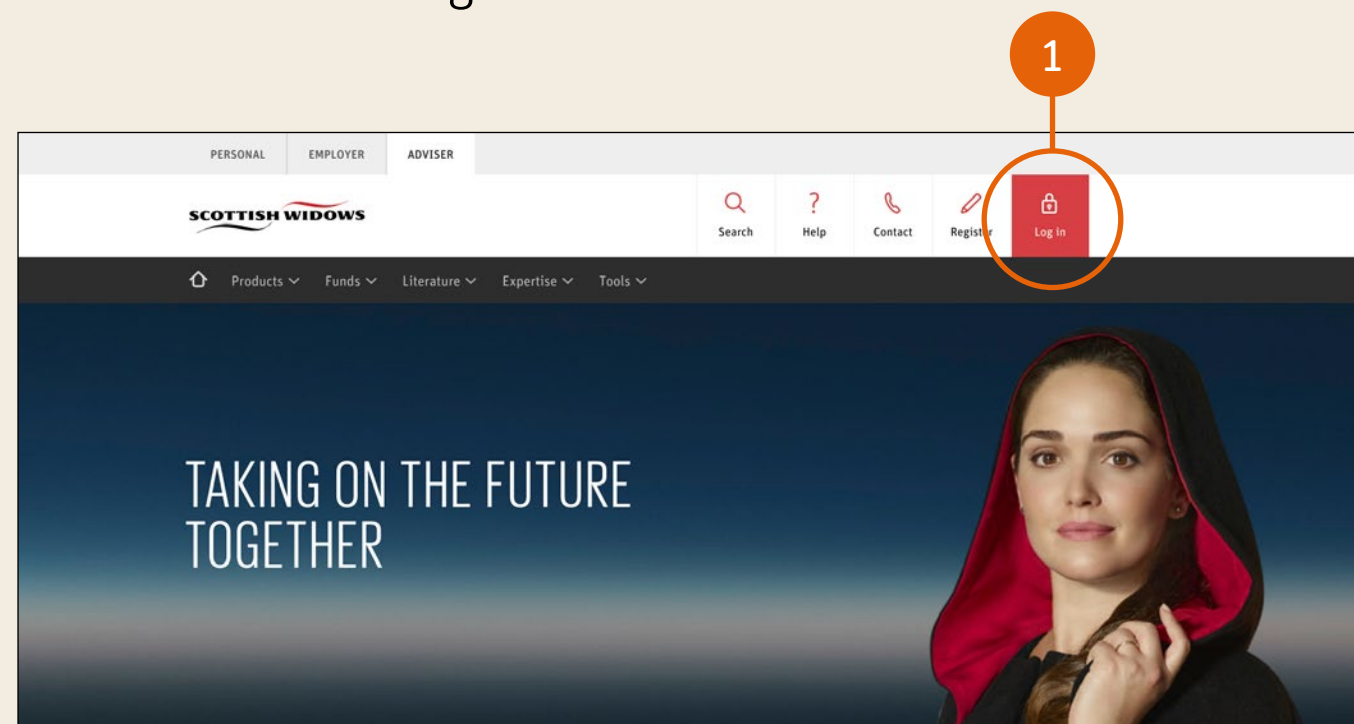 1
PERSONAL EMPLOYER ADVISER
SCOTTISH WIDOWS
Search Help Contact Register Log in
Products Funds Literature Expertise Tools
TAKING ON THE FUTURE
TOGETHER